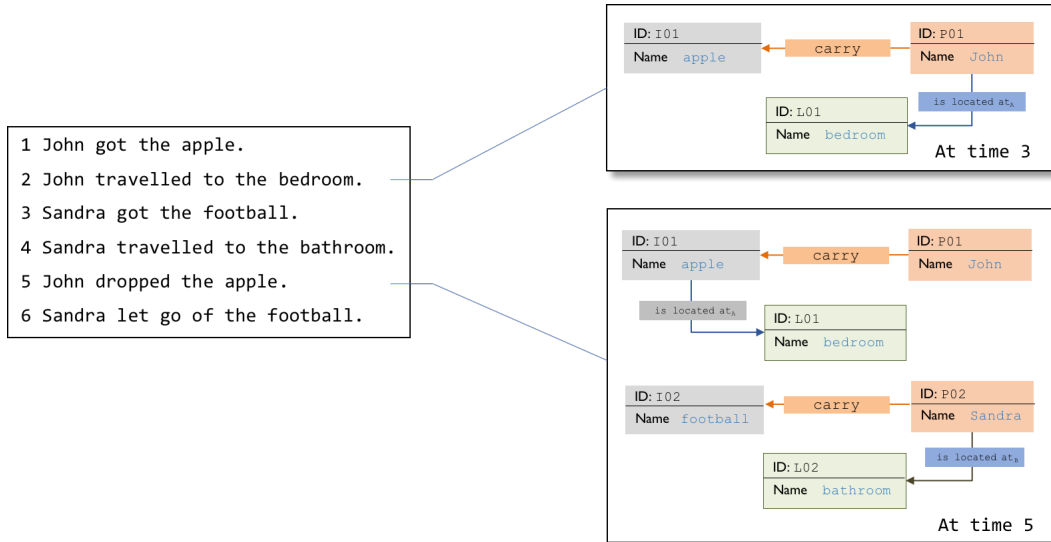 1 John got the apple.
2 John travelled to the bedroom.
3 Sandra got the football.
4 Sandra travelled to the bathroom.
5 John dropped the apple.
6 Sandra let go of the football.
ID: I01
Name apple
carry
ID: P01
Name John
is located at_A
ID: L01
Name bedroom
At time 3
ID: I01
Name apple
carry
ID: P01
Name John
is located at_A
ID: L01
Name bedroom
ID: I02
Name football
carry
ID: P02
Name Sandra
is located at_B
ID: L02
Name bathroom
At time 5